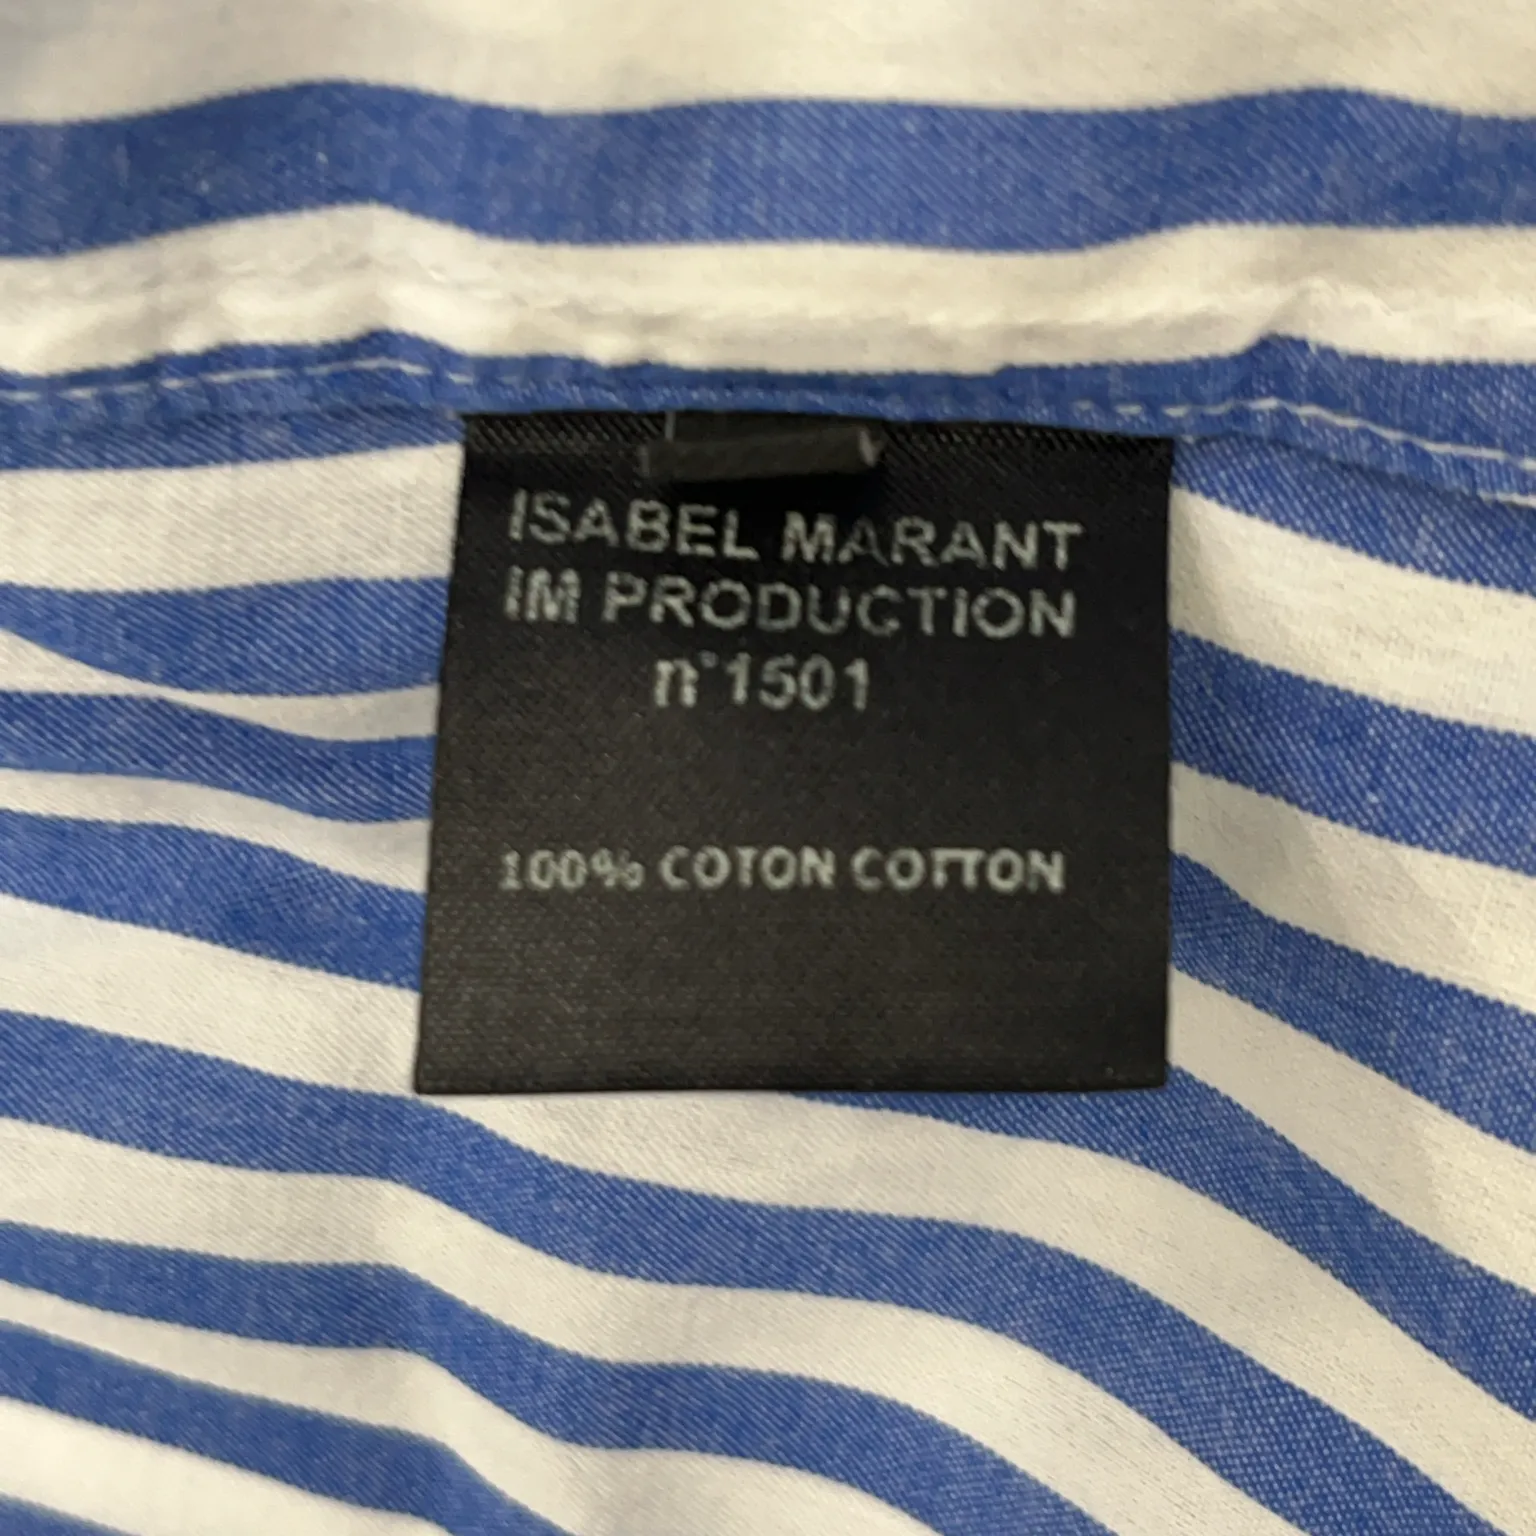 ISABEL MARANT
IM PRODUCTION
n°1501
100% COTON COTTON